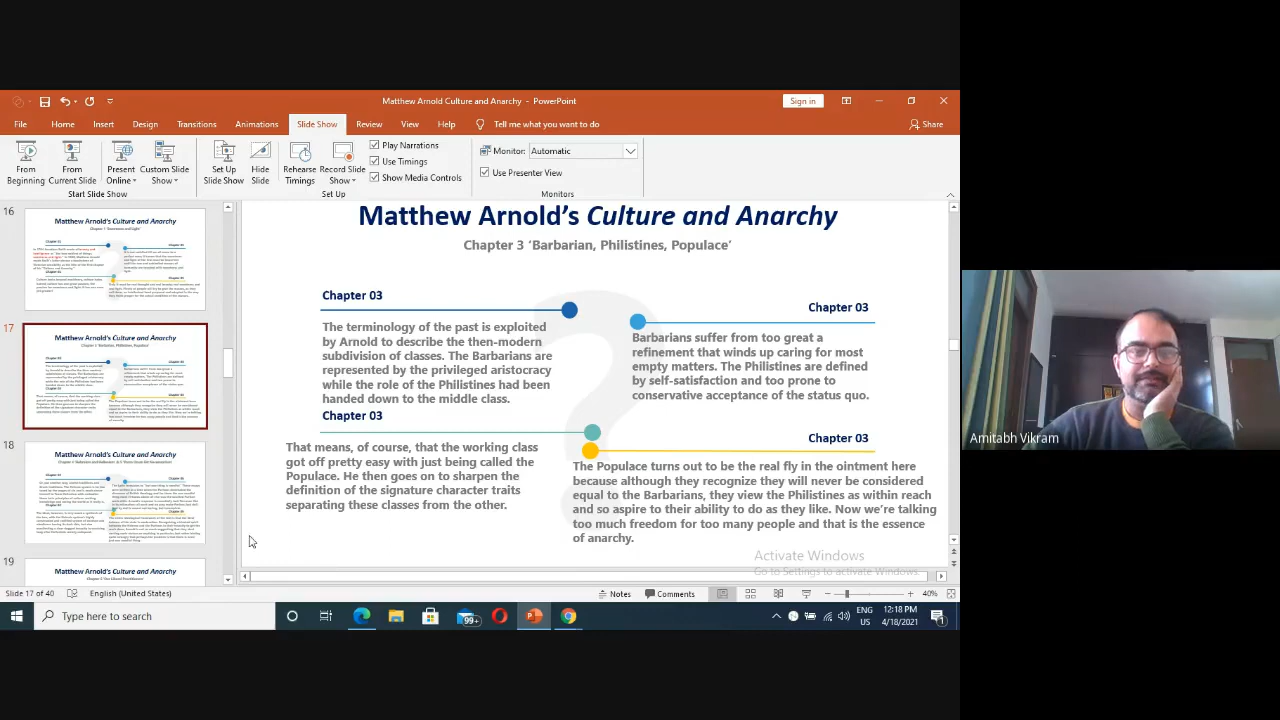 Matthew Arnold Culture and Anarchy - PowerPoint
Sign in
File Home Insert Design Transitions Animations Slide Show Review View Help Tell me what you want to do
Share
From Beginning
From Current Slide
Present Online
Custom Slide Show
Set Up Slide Show
Hide Slide
Rehearse Timings
Record Slide Show
Play Narrations
Use Timings
Show Media Controls
Monitor: Automatic
Use Presenter View
Start Slide Show
Set Up
Monitors
16
Matthew Arnold's Culture and Anarchy
17
Matthew Arnold's Culture and Anarchy
Chapter 3 'Barbarian, Philistines, Populace'
18
Matthew Arnold's Culture and Anarchy
19
Matthew Arnold's Culture and Anarchy
Matthew Arnold's Culture and Anarchy
Chapter 3 'Barbarian, Philistines, Populace'
Chapter 03
The terminology of the past is exploited
by Arnold to describe the then-modern
subdivision of classes. The Barbarians are
represented by the privileged aristocracy
while the role of the Philistines had been
handed down to the middle class.
Chapter 03
Barbarians suffer from too great a
refinement that winds up caring for most
empty matters. The Philistines are defined
by self-satisfaction and too prone to
conservative acceptance of the status quo.
Chapter 03
That means, of course, that the working class
got off pretty easy with just being called the
Populace. He then goes on to sharpen the
definition of the signature character traits
separating these classes from the other.
Chapter 03
The Populace turns out to be the real fly in the ointment here
because although they recognize they will never be considered
equal to the Barbarians, they view the Philistines as within reach
and so aspire to their ability to do as they like. Now we're talking
too much freedom for too many people and that is the essence
of anarchy.
Activate Windows
Go to Settings to activate Windows.
Slide 17 of 40
English (United States)
Notes
Comments
40%
Type here to search
99+
ENG
US
12:18 PM
4/18/2021
1
Amitabh Vikram